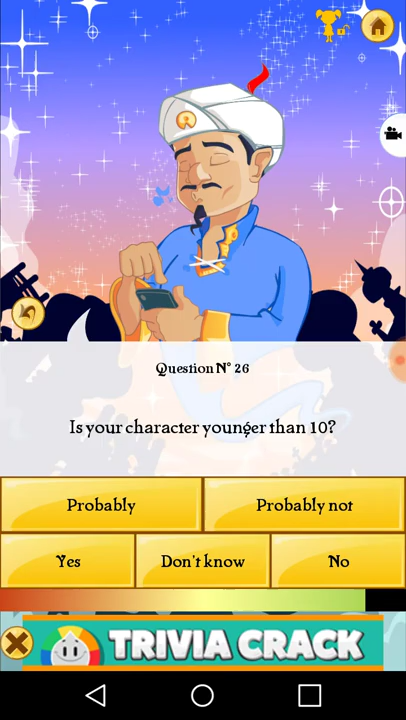 Question N° 26
Is your character younger than 10?
Probably
Probably not
Yes
Don't know
No
TRIVIA CRACK